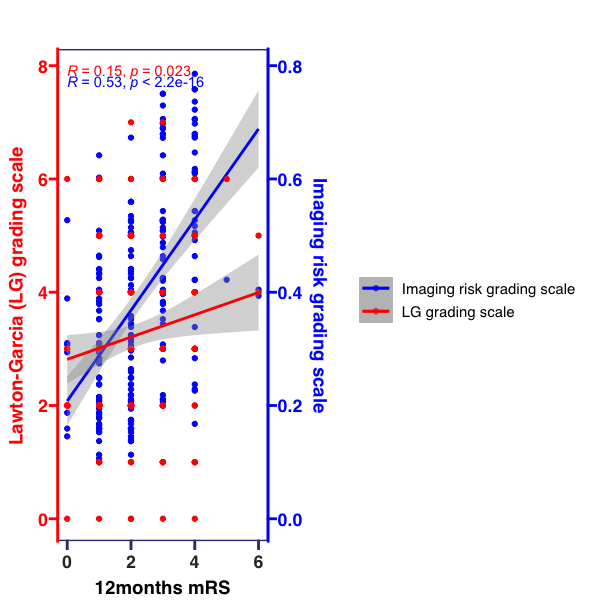 R = 0.15, p = 0.023
R = 0.53, p < 2.2e-16
8
6
4
2
0
Lawton-Garcia (LG) grading scale
0.8
0.6
0.4
0.2
0.0
Imaging risk grading scale
0 2 4 6
12months mRS
Imaging risk grading scale
LG grading scale